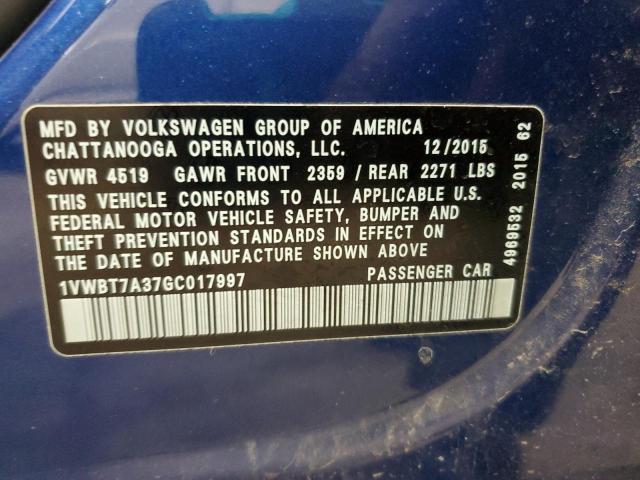 MFD BY VOLKSWAGEN GROUP OF AMERICA
CHATTANOOGA OPERATIONS, LLC. 12/2015
GVWR 4519 GAWR FRONT 2359 / REAR 2271 LBS
THIS VEHICLE CONFORMS TO ALL APPLICABLE U.S.
FEDERAL MOTOR VEHICLE SAFETY, BUMPER AND
THEFT PREVENTION STANDARDS IN EFFECT ON
THE DATE OF MANUFACTURE SHOWN ABOVE
1VWBT7A37GC017997 PASSENGER CAR
4969532 2015 62